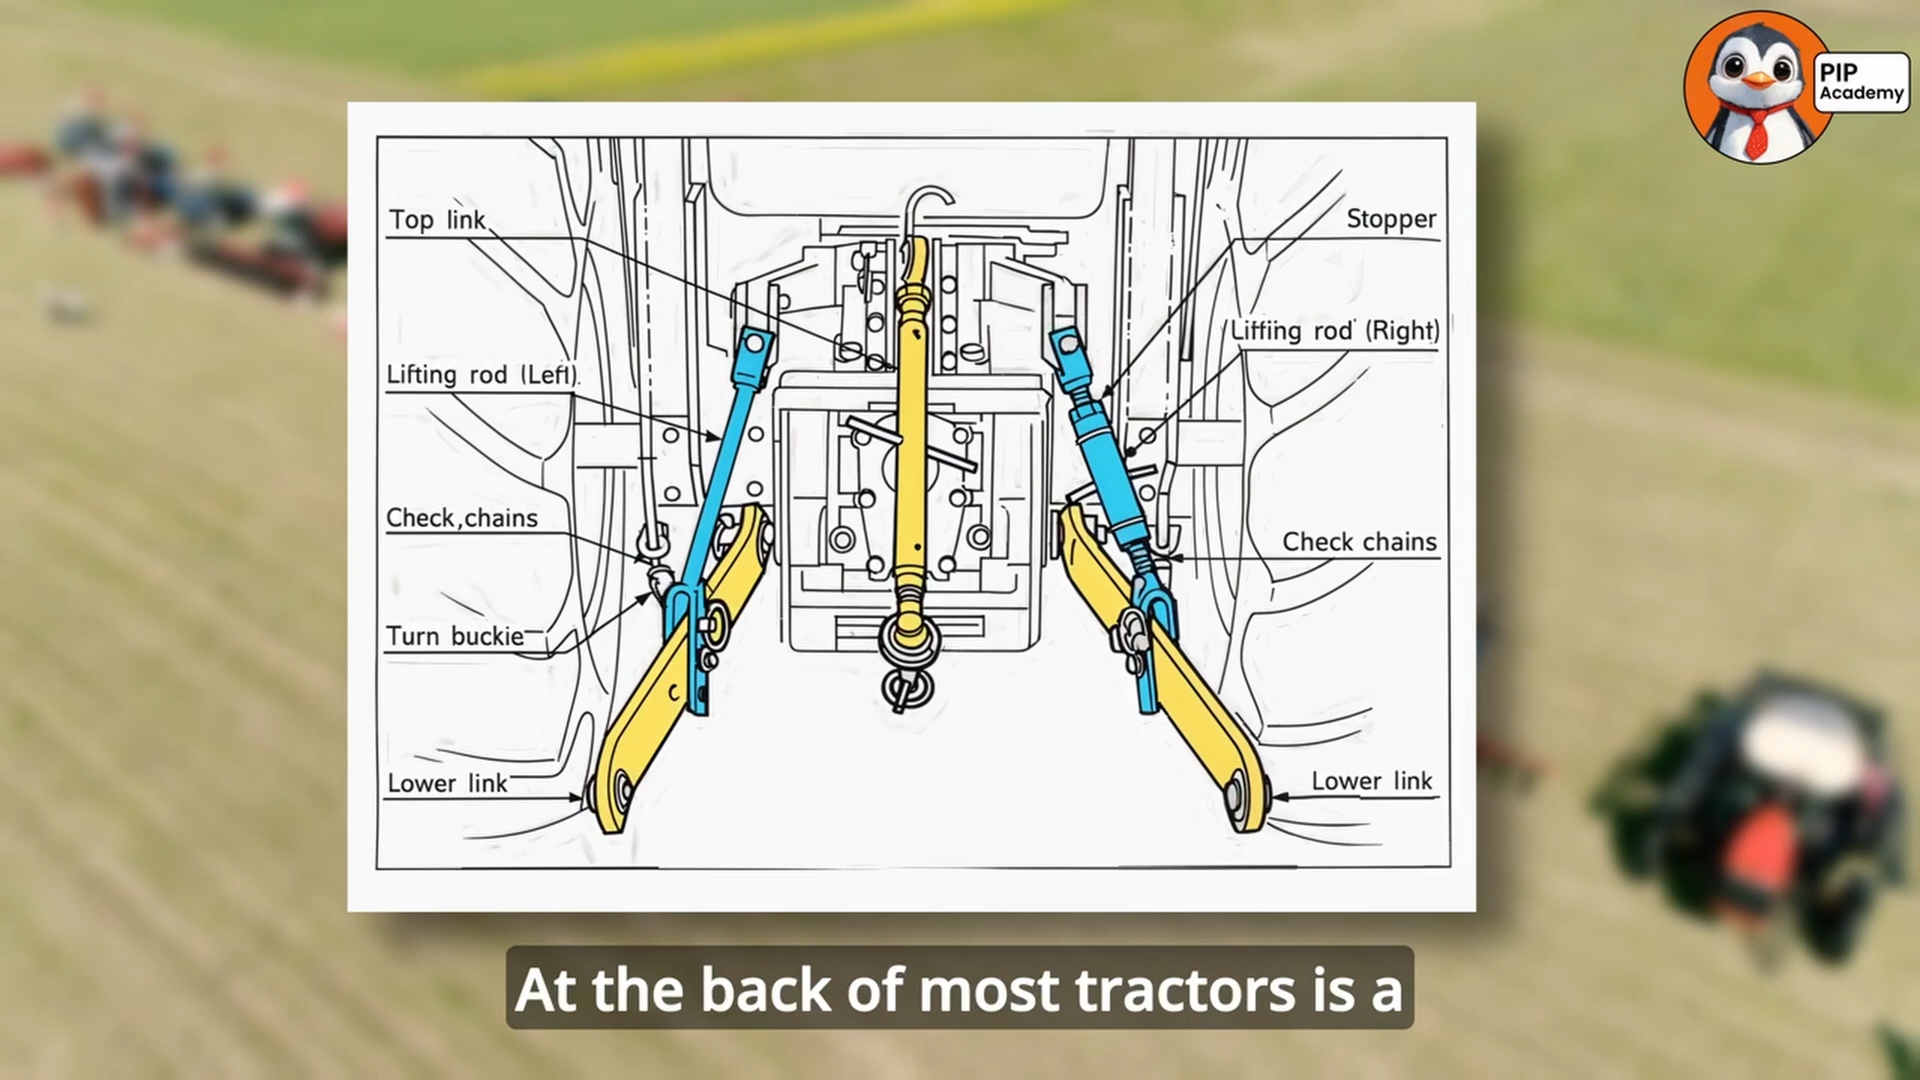 PIP
Academy
Top link
Stopper
Liffing rod (Right)
Lifting rod (Left)
Check,chains
Check chains
Turn buckie
Lower link
Lower link
At the back of most tractors is a